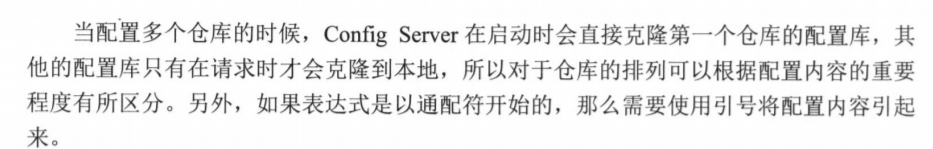 当配置多个仓库的时候，Config Server 在启动时会直接克隆第一个仓库的配置库，其
他的配置库只有在请求时才会克隆到本地，所以对于仓库的排列可以根据配置内容的重要
程度有所区分。另外，如果表达式是以通配符开始的，那么需要使用引号将配置内容引起
来。